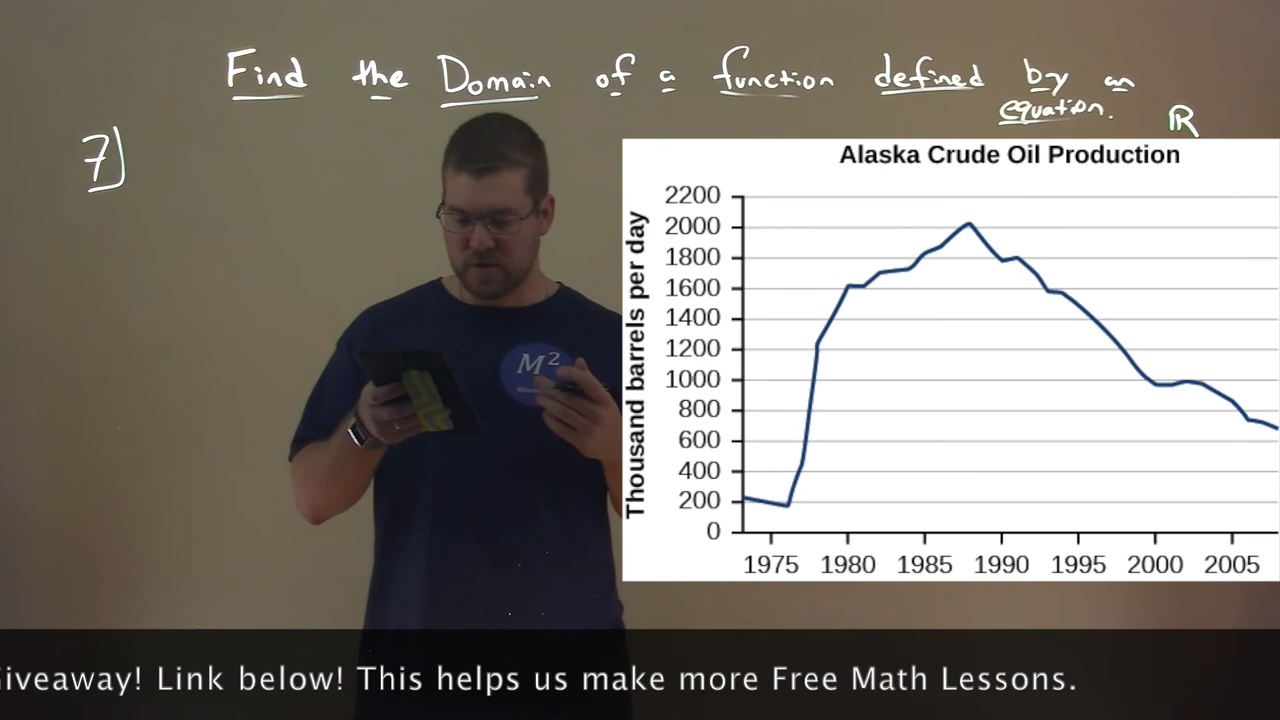 Find the Domain of a function defined by an
equation.
ℝ
7]
Alaska Crude Oil Production
Thousand barrels per day
2200
2000
1800
1600
1400
1200
1000
800
600
400
200
0
1975 1980 1985 1990 1995 2000 2005
M²
Giveaway! Link below! This helps us make more Free Math Lessons.